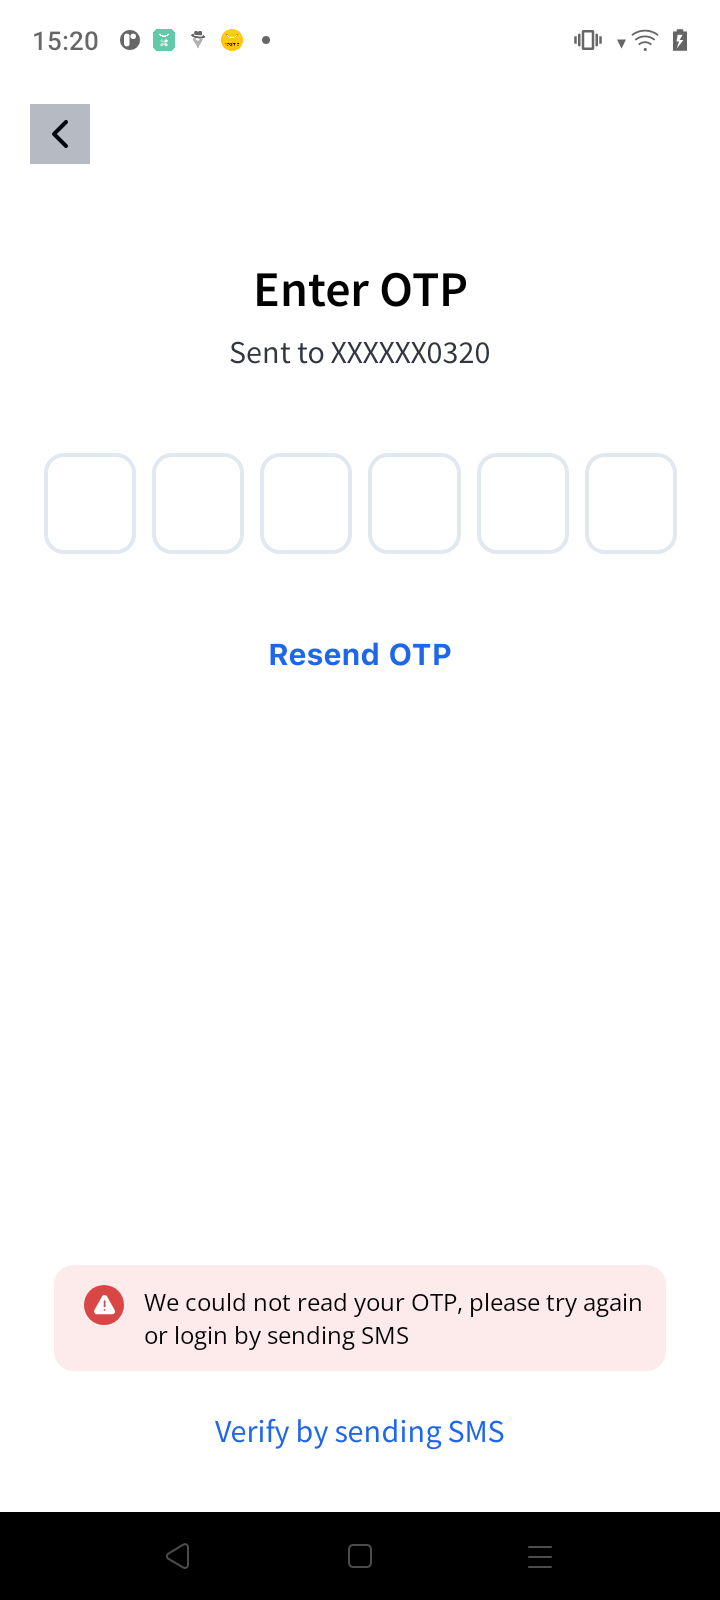 15:20
Enter OTP
Sent to XXXXXX0320
Resend OTP
We could not read your OTP, please try again
or login by sending SMS
Verify by sending SMS